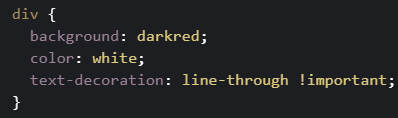 div {
  background: darkred;
  color: white;
  text-decoration: line-through !important;
}